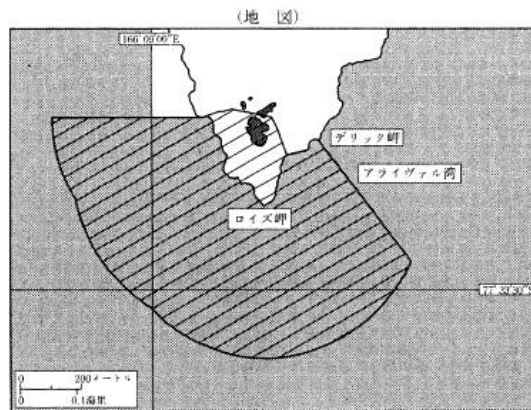 (地　図)
166°09′00″E
デリック岬
アライヴァル湾
ロイズ岬
77°33′30″S
0　200メートル
0　0.1海里